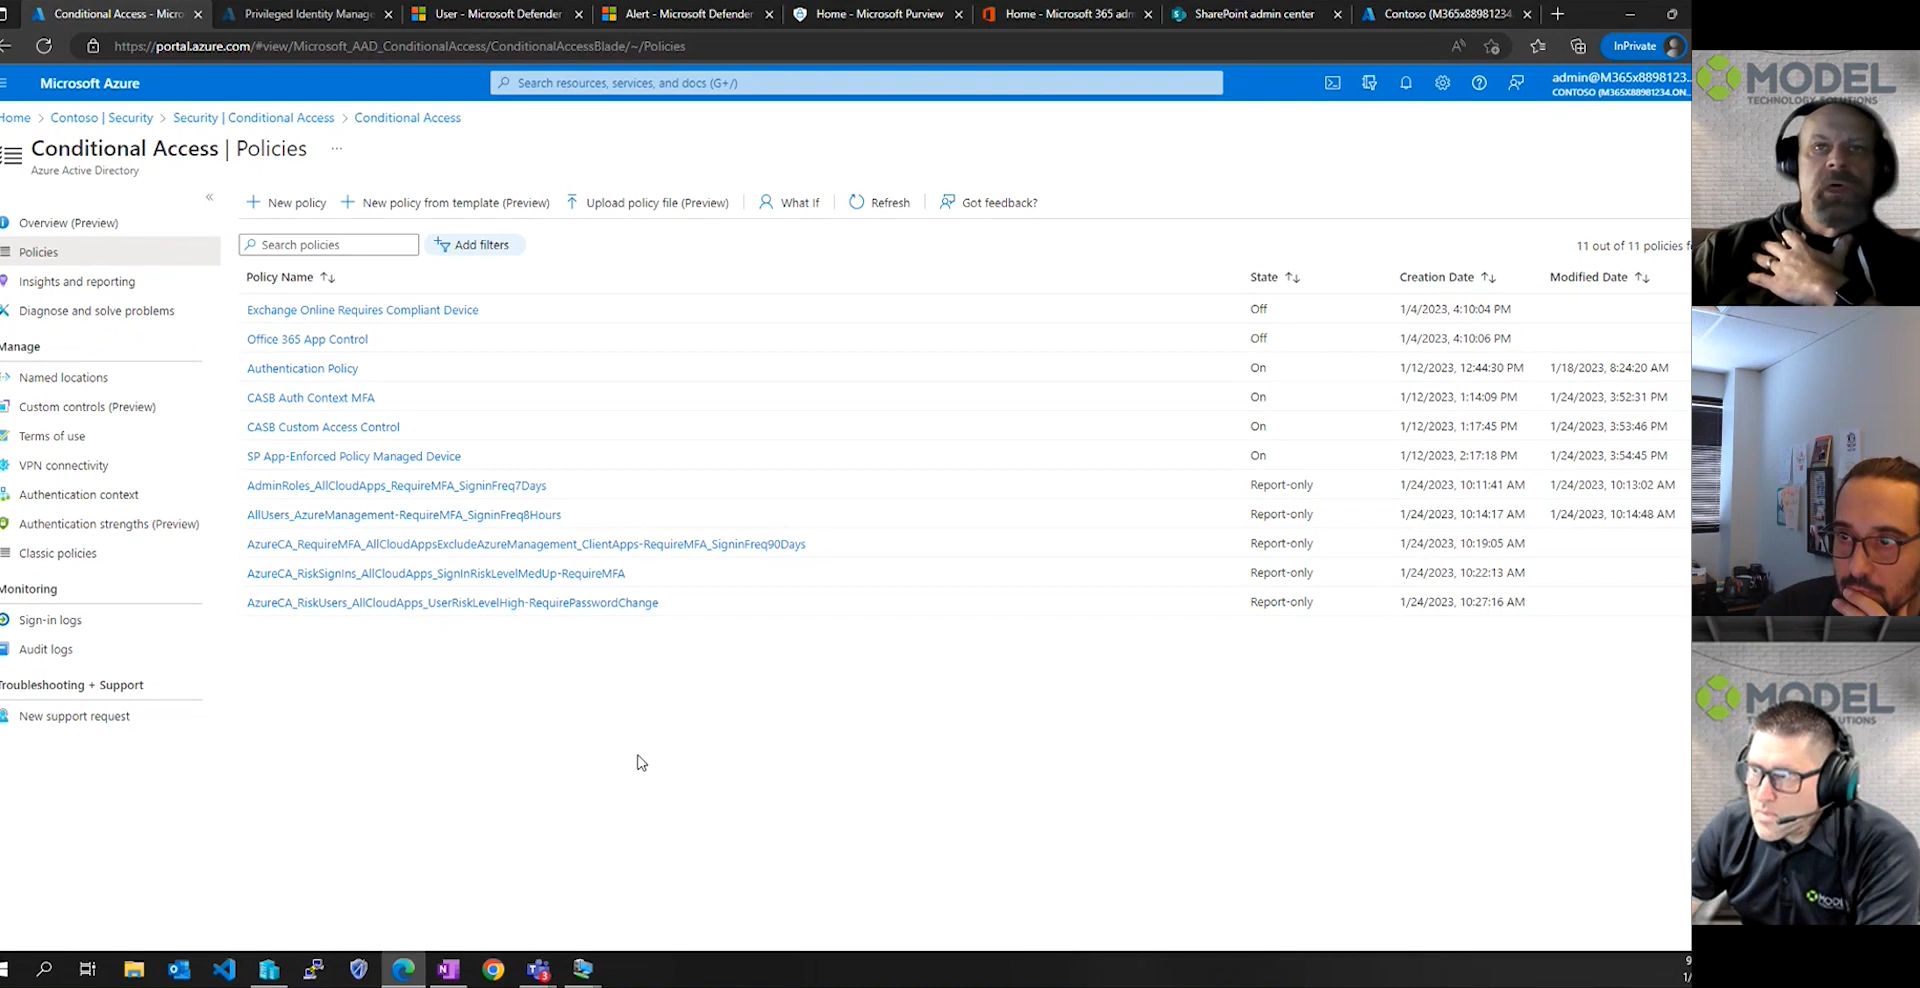 Conditional Access - Micro
Privileged Identity Manage
User - Microsoft Defender
Alert - Microsoft Defender
Home - Microsoft Purview
Home - Microsoft 365 adm
SharePoint admin center
Contoso (M365x88981234
https://portal.azure.com/#view/Microsoft_AAD_ConditionalAccess/ConditionalAccessBlade/~/Policies
InPrivate
Microsoft Azure
Search resources, services, and docs (G+/)
admin@M365x8898123...
CONTOSO (M365X88981234.ON...
Home > Contoso | Security > Security | Conditional Access > Conditional Access
Conditional Access | Policies ...
Azure Active Directory
«
Overview (Preview)
Policies
Insights and reporting
Diagnose and solve problems
Manage
Named locations
Custom controls (Preview)
Terms of use
VPN connectivity
Authentication context
Authentication strengths (Preview)
Classic policies
Monitoring
Sign-in logs
Audit logs
Troubleshooting + Support
New support request
New policy
New policy from template (Preview)
Upload policy file (Preview)
What If
Refresh
Got feedback?
Search policies
Add filters
11 out of 11 policies f
Policy Name State Creation Date Modified Date
Exchange Online Requires Compliant Device Off 1/4/2023, 4:10:04 PM
Office 365 App Control Off 1/4/2023, 4:10:06 PM
Authentication Policy On 1/12/2023, 12:44:30 PM 1/18/2023, 8:24:20 AM
CASB Auth Context MFA On 1/12/2023, 1:14:09 PM 1/24/2023, 3:52:31 PM
CASB Custom Access Control On 1/12/2023, 1:17:45 PM 1/24/2023, 3:53:46 PM
SP App-Enforced Policy Managed Device On 1/12/2023, 2:17:18 PM 1/24/2023, 3:54:45 PM
AdminRoles_AllCloudApps_RequireMFA_SigninFreq7Days Report-only 1/24/2023, 10:11:41 AM 1/24/2023, 10:13:02 AM
AllUsers_AzureManagement-RequireMFA_SigninFreq8Hours Report-only 1/24/2023, 10:14:17 AM 1/24/2023, 10:14:48 AM
AzureCA_RequireMFA_AllCloudAppsExcludeAzureManagement_ClientApps-RequireMFA_SigninFreq90Days Report-only 1/24/2023, 10:19:05 AM
AzureCA_RiskSignIns_AllCloudApps_SignInRiskLevelMedUp-RequireMFA Report-only 1/24/2023, 10:22:13 AM
AzureCA_RiskUsers_AllCloudApps_UserRiskLevelHigh-RequirePasswordChange Report-only 1/24/2023, 10:27:16 AM
MODEL
TECHNOLOGY SOLUTIONS
MODEL
MODEL